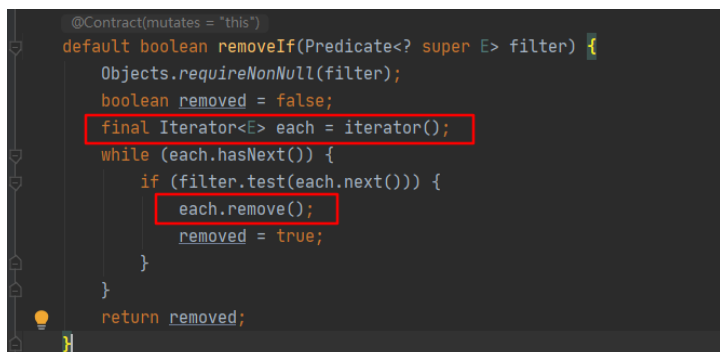 @Contract(mutates = "this")
default boolean removeIf(Predicate<? super E> filter) {
Objects.requireNonNull(filter);
boolean removed = false;
final Iterator<E> each = iterator();
while (each.hasNext()) {
if (filter.test(each.next())) {
each.remove();
removed = true;
}
}
return removed;
}